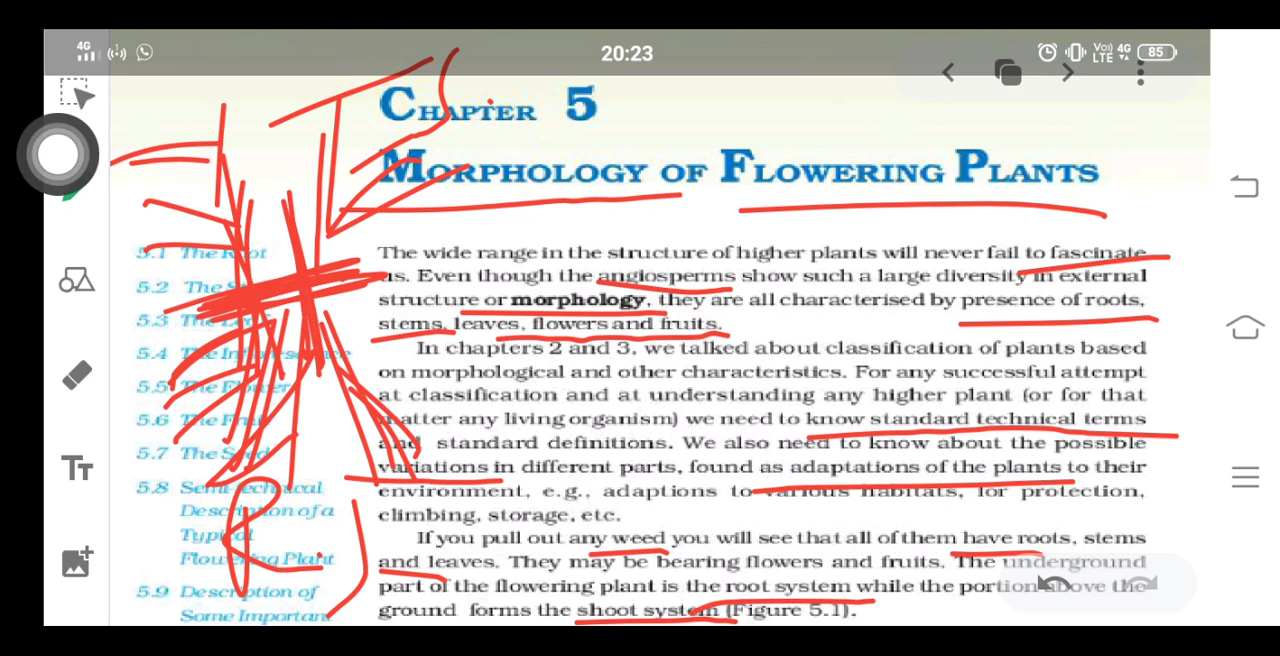 4G
20:23
Vo)) 4G
LTE
85
CHAPTER 5
MORPHOLOGY OF FLOWERING PLANTS
5.1 The Root
5.2 The
5.3 The
5.4 The
5.5 The Flower
5.6 The
5.7 The Seed
5.8
Description of a
Typical
Flowering Plant
5.9 Description of
Some
The wide range in the structure of higher plants will never fail to fascinate
us. Even though the angiosperms show such a large diversity in external
structure or morphology, they are all characterised by presence of roots,
stems, leaves, flowers and fruits.
In chapters 2 and 3, we talked about classification of plants based
on morphological and other characteristics. For any successful attempt
at classification and at understanding any higher plant (or for that
matter any living organism) we need to know standard technical terms
and standard definitions. We also need to know about the possible
variations in different parts, found as adaptations of the plants to their
environment, e.g., adaptions to various habitats, for protection,
climbing, storage, etc.
If you pull out any weed you will see that all of them have roots, stems
and leaves. They may be bearing flowers and fruits. The underground
part of the flowering plant is the root system while the portion above the
ground forms the shoot system (Figure 5.1).
Tт